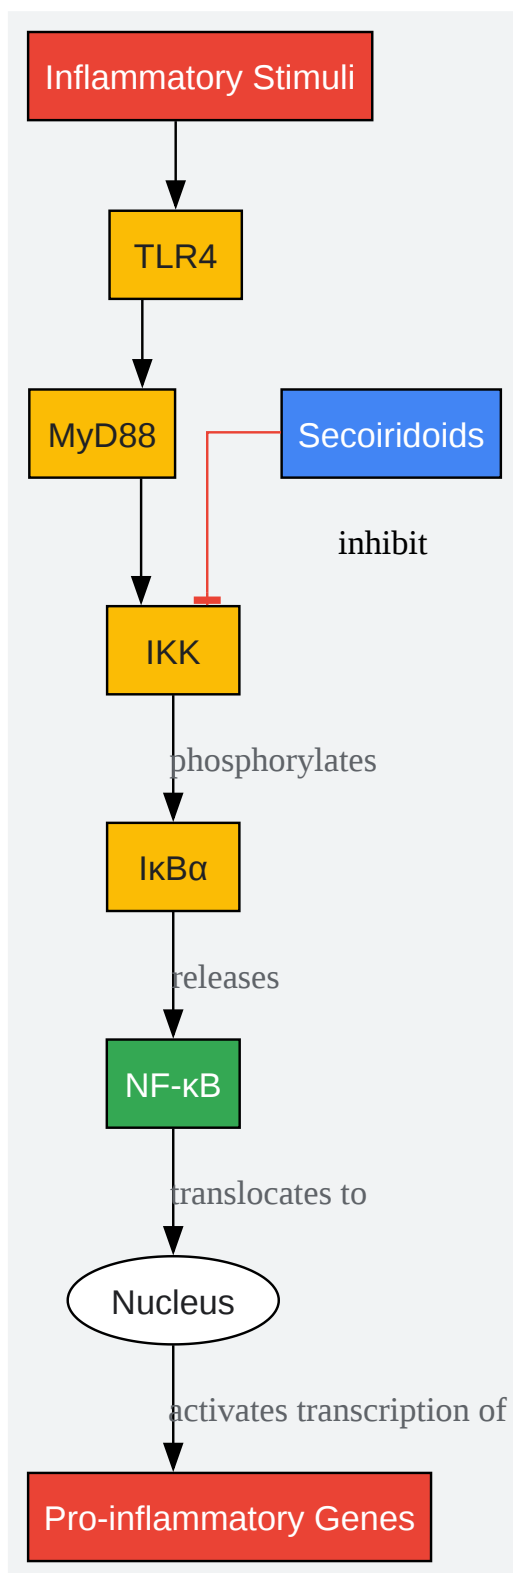 Inflammatory Stimuli
TLR4
MyD88
Secoiridoids
inhibit
IKK
phosphorylates
IκBα
releases
NF-κB
translocates to
Nucleus
activates transcription of
Pro-inflammatory Genes